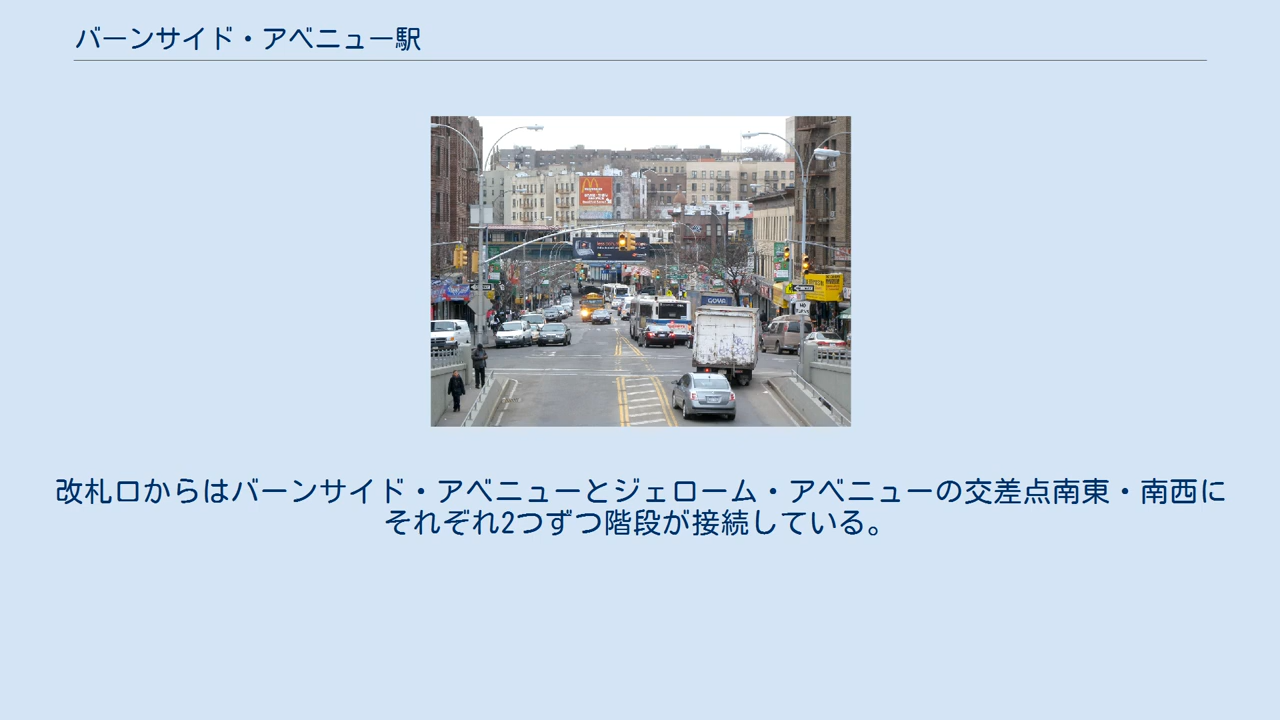 バーンサイド・アベニュー駅
GOYA
改札口からはバーンサイド・アベニューとジェローム・アベニューの交差点南東・南西に
それぞれ2つずつ階段が接続している。